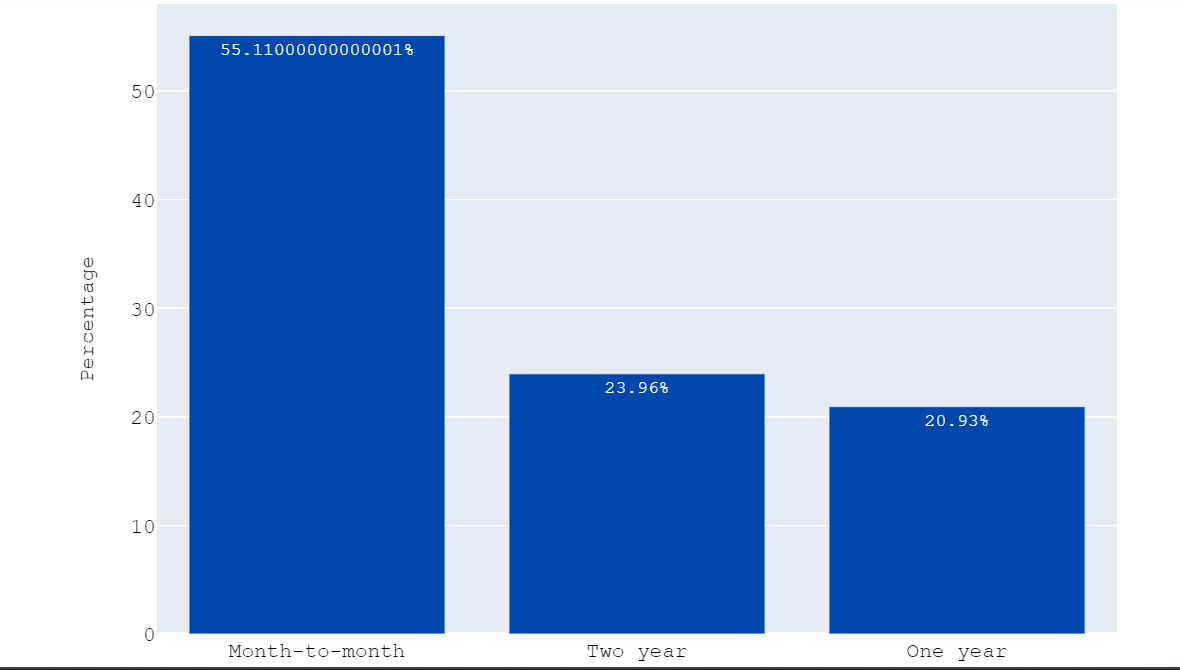 Percentage
50
40
30
20
10
0
55.11000000000001%
23.96%
20.93%
Month-to-month
Two year
One year